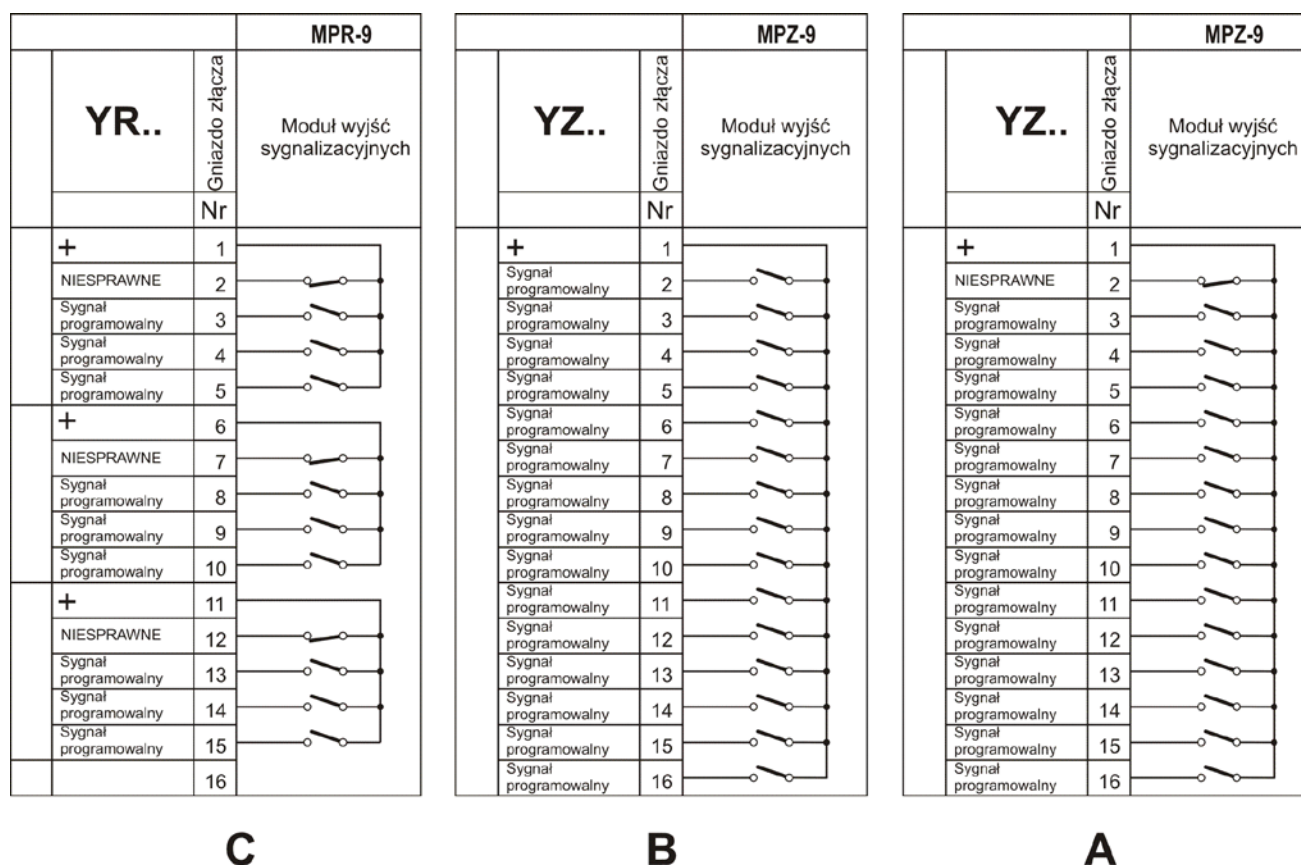 MPR-9
YR..
Gniazdo złącza
Moduł wyjść
sygnalizacyjnych
Nr
+ 1
NIESPRAWNE 2
Sygnał
programowalny 3
Sygnał
programowalny 4
Sygnał
programowalny 5
+ 6
NIESPRAWNE 7
Sygnał
programowalny 8
Sygnał
programowalny 9
Sygnał
programowalny 10
+ 11
NIESPRAWNE 12
Sygnał
programowalny 13
Sygnał
programowalny 14
Sygnał
programowalny 15
16
C
MPZ-9
YZ..
Gniazdo złącza
Moduł wyjść
sygnalizacyjnych
Nr
+ 1
Sygnał
programowalny 2
Sygnał
programowalny 3
Sygnał
programowalny 4
Sygnał
programowalny 5
Sygnał
programowalny 6
Sygnał
programowalny 7
Sygnał
programowalny 8
Sygnał
programowalny 9
Sygnał
programowalny 10
Sygnał
programowalny 11
Sygnał
programowalny 12
Sygnał
programowalny 13
Sygnał
programowalny 14
Sygnał
programowalny 15
Sygnał
programowalny 16
B
MPZ-9
YZ..
Gniazdo złącza
Moduł wyjść
sygnalizacyjnych
Nr
+ 1
NIESPRAWNE 2
Sygnał
programowalny 3
Sygnał
programowalny 4
Sygnał
programowalny 5
Sygnał
programowalny 6
Sygnał
programowalny 7
Sygnał
programowalny 8
Sygnał
programowalny 9
Sygnał
programowalny 10
Sygnał
programowalny 11
Sygnał
programowalny 12
Sygnał
programowalny 13
Sygnał
programowalny 14
Sygnał
programowalny 15
Sygnał
programowalny 16
A